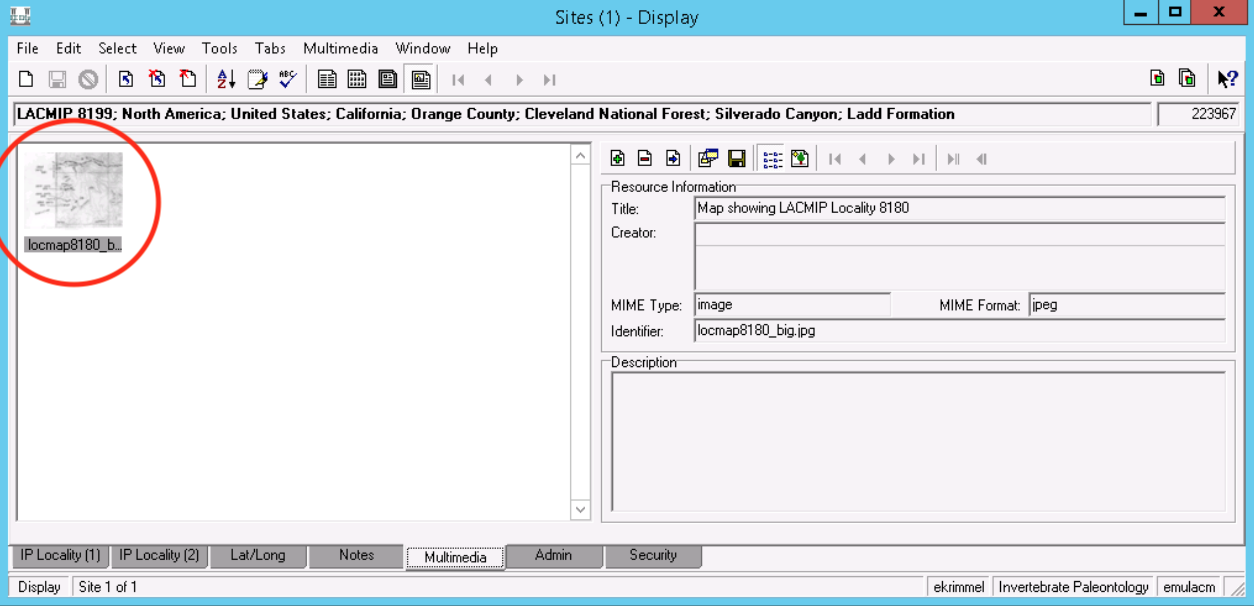 Sites (1) - Display
File Edit Select View Tools Tabs Multimedia Window Help
LACMIP 8199; North America; United States; California; Orange County; Cleveland National Forest; Silverado Canyon; Ladd Formation 223967
locmap8180_b...
Resource Information
Title: Map showing LACMIP Locality 8180
Creator:
MIME Type: image MIME Format: jpeg
Identifier: locmap8180_big.jpg
Description
IP Locality (1) IP Locality (2) Lat/Long Notes Multimedia Admin Security
Display Site 1 of 1 ekrimmel Invertebrate Paleontology emulacm